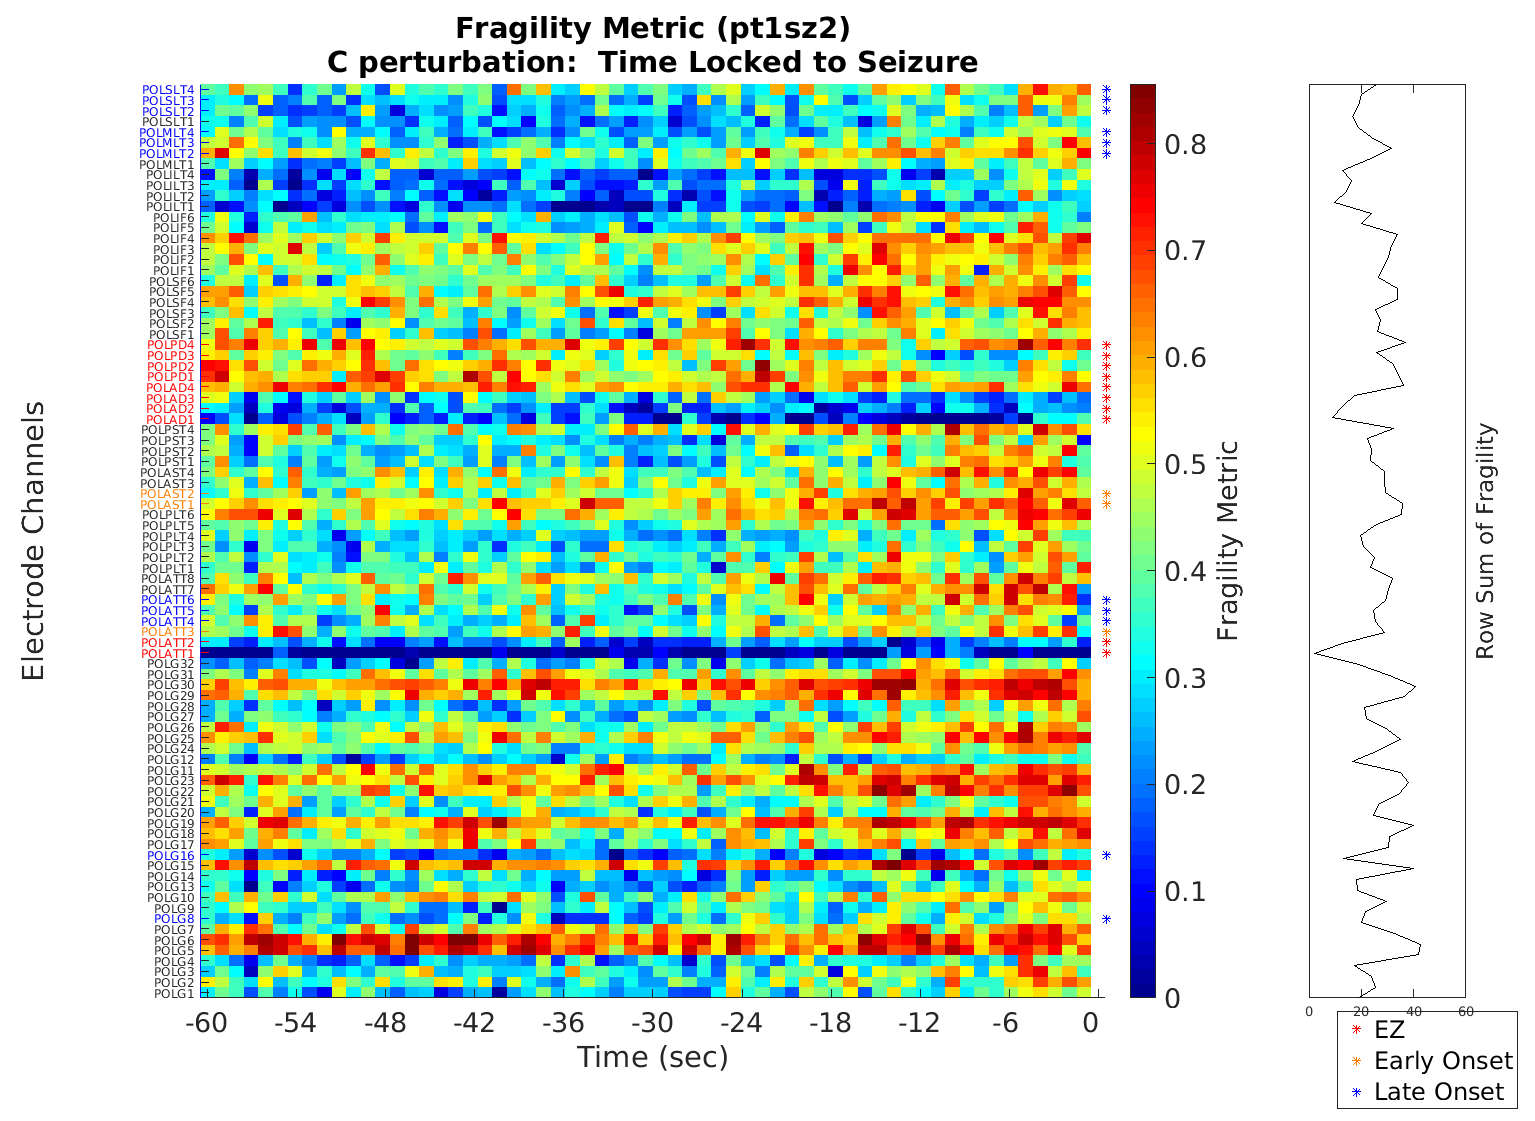 Fragility Metric (pt1sz2)
C perturbation:  Time Locked to Seizure
Electrode Channels
POLSLT4
POLSLT3
POLSLT2
POLSLT1
POLMLT4
POLMLT3
POLMLT2
POLMLT1
POLILT4
POLILT3
POLILT2
POLILT1
POLIF6
POLIF5
POLIF4
POLIF3
POLIF2
POLIF1
POLSF6
POLSF5
POLSF4
POLSF3
POLSF2
POLSF1
POLPD4
POLPD3
POLPD2
POLPD1
POLAD4
POLAD3
POLAD2
POLAD1
POLPST4
POLPST3
POLPST2
POLPST1
POLAST4
POLAST3
POLAST2
POLAST1
POLPLT6
POLPLT5
POLPLT4
POLPLT3
POLPLT2
POLPLT1
POLATT8
POLATT7
POLATT6
POLATT5
POLATT4
POLATT3
POLATT2
POLATT1
POLG32
POLG31
POLG30
POLG29
POLG28
POLG27
POLG26
POLG25
POLG24
POLG12
POLG11
POLG23
POLG22
POLG21
POLG20
POLG19
POLG18
POLG17
POLG16
POLG15
POLG14
POLG13
POLG10
POLG9
POLG8
POLG7
POLG6
POLG5
POLG4
POLG3
POLG2
POLG1
-60 -54 -48 -42 -36 -30 -24 -18 -12 -6 0
Time (sec)
0.8
0.7
0.6
0.5
0.4
0.3
0.2
0.1
0
Fragility Metric
0 20 40 60
Row Sum of Fragility
EZ
Early Onset
Late Onset